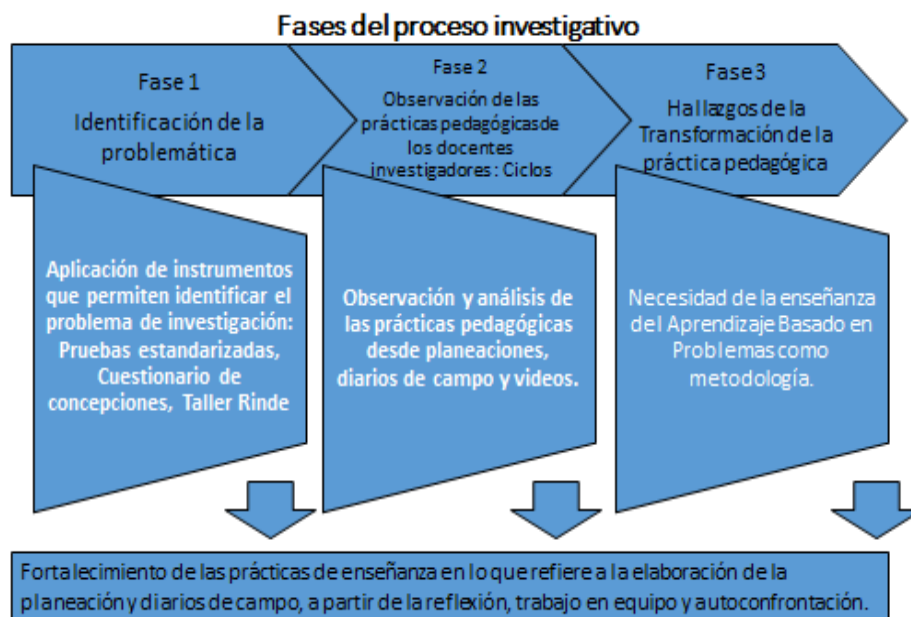 Fases del proceso investigativo
Fase 1
Identificación de la
problemática
Fase 2
Observación de las
prácticas pedagógicasde
los docentes
investigadores : Ciclos
Fase 3
Hallazgos de la
Transformación de la
práctica pedagógica
Aplicación de instrumentos
que permiten identificar el
problema de investigación:
Pruebas estandarizadas,
Cuestionario de
concepciones, Taller Rinde
Observación y análisis de
las prácticas pedagógicas
desde planeaciones,
diarios de campo y videos.
Necesidad de la enseñanza
del Aprendizaje Basado en
Problemas como
metodología.
Fortalecimiento de las prácticas de enseñanza en lo que refiere a la elaboración de la
planeación y diarios de campo, a partir de la reflexión, trabajo en equipo y autoconfrontación.